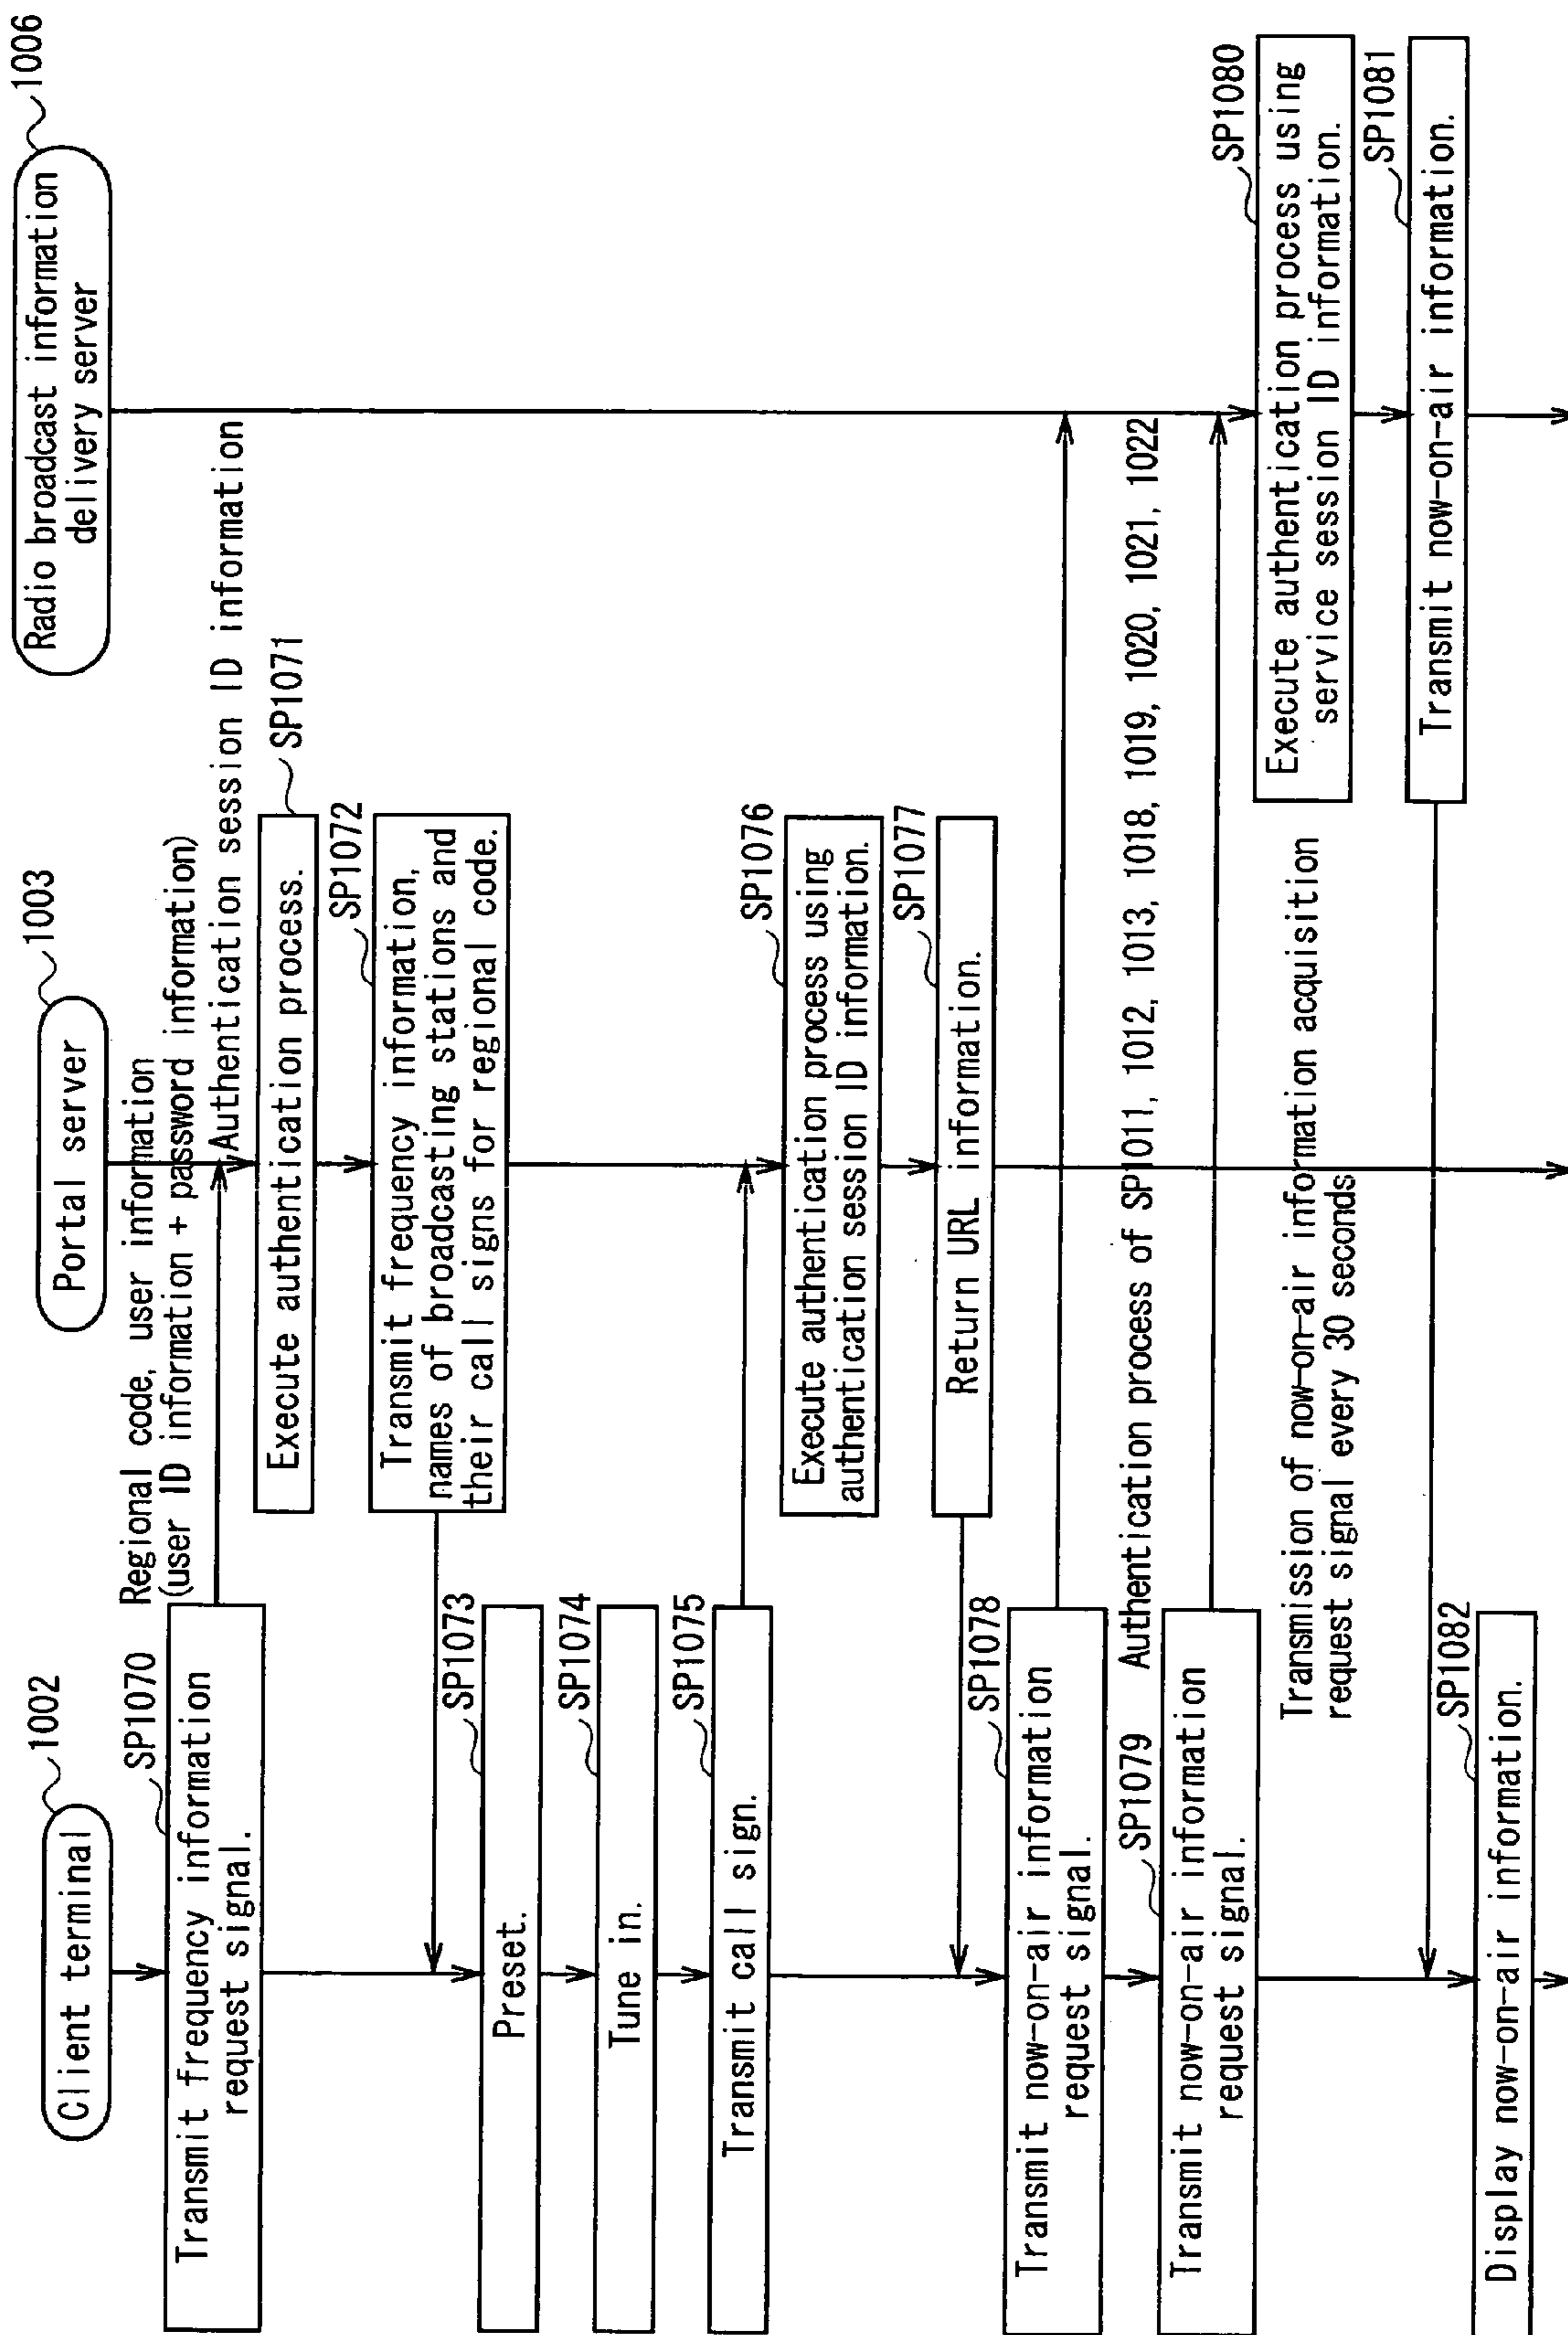 Client terminal
1002
Portal server
1003
Radio broadcast information
delivery server
1006
SP1070
Transmit frequency information
request signal.
Regional code, user information
(user ID information + password information)
Authentication session ID information
SP1071
Execute authentication process.
SP1072
Transmit frequency information,
names of broadcasting stations and
their call signs for regional code.
SP1073
Preset.
SP1074
Tune in.
SP1075
Transmit call sign.
SP1076
Execute authentication process using
authentication session ID information.
SP1077
Return URL information.
SP1078
Transmit now-on-air information
request signal.
Authentication process of SP1011, 1012, 1013, 1018, 1019, 1020, 1021, 1022
SP1079
Transmit now-on-air information
request signal.
SP1080
Execute authentication process using
service session ID information.
Transmission of now-on-air information acquisition
request signal every 30 seconds
SP1081
Transmit now-on-air information.
SP1082
Display now-on-air information.